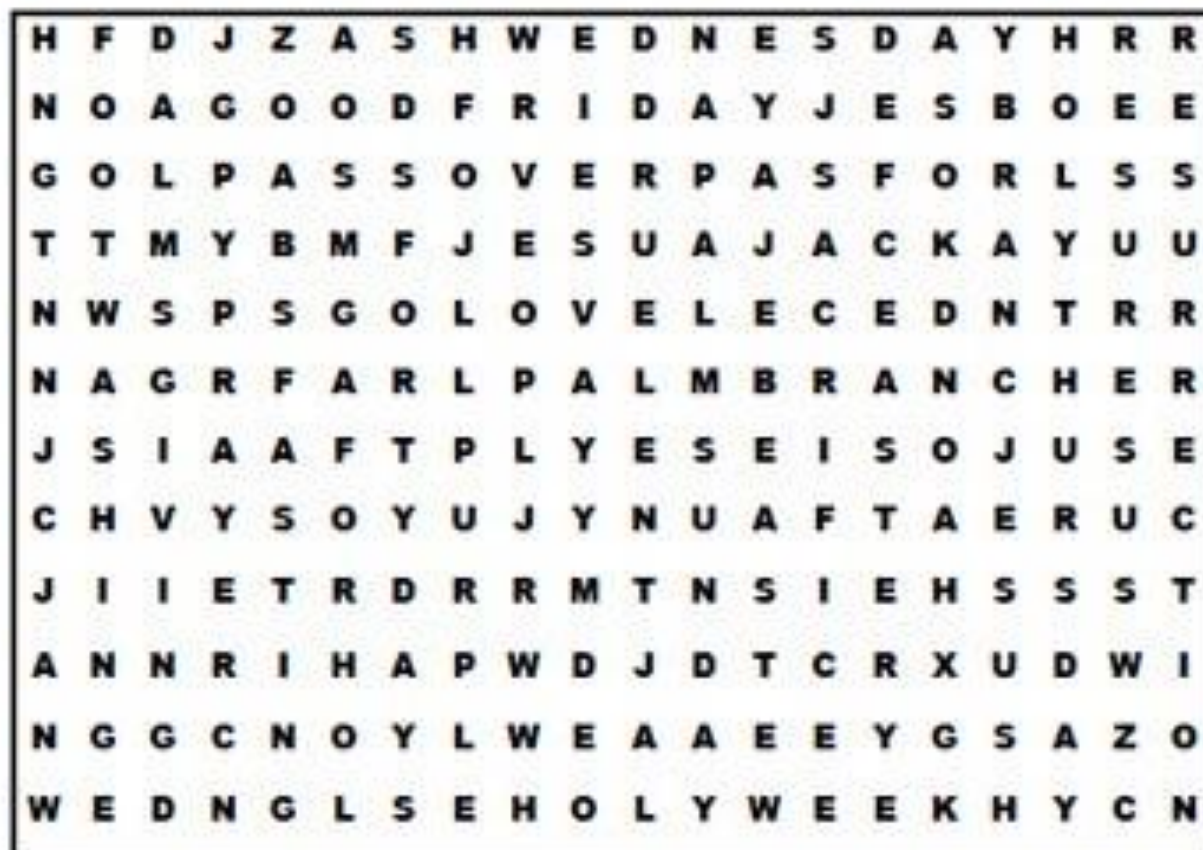 H F D J Z A S H W E D N E S D A Y H R R
N O A G O O D F R I D A Y J E S B O E E
G O L P A S S O V E R P A S F O R L S S
T T M Y B M F J E S U A J A C K A Y U U
N W S P S G O L O V E L E C E D N T R R
N A G R F A R L P A L M B R A N C H E R
J S I A A F T P L Y E S E I S O J U S E
C H V Y S O Y U J Y N U A F T A E R U C
J I I E T R D R R M T N S I E H S S S T
A N N R I H A P W D J D T C R X U D W I
N G G C N O Y L W E A A E E Y G S A Z O
W E D N G L S E H O L Y W E E K H Y C N